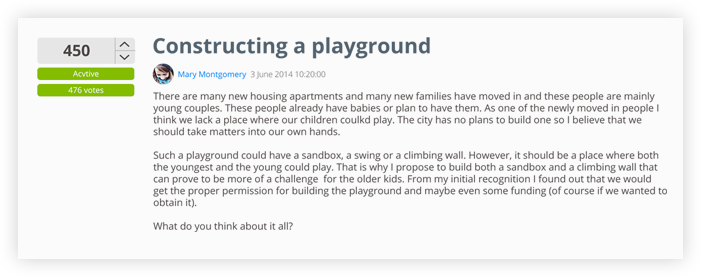 450
Acvtive
476 votes
Constructing a playground
Mary Montgomery 3 June 2014 10:20:00
There are many new housing apartments and many new families have moved in and these people are mainly
young couples. These people already have babies or plan to have them. As one of the newly moved in people I
think we lack a place where our children coulkd play. The city has no plans to build one so I believe that we
should take matters into our own hands.
Such a playground could have a sandbox, a swing or a climbing wall. However, it should be a place where both
the youngest and the young could play. That is why I propose to build both a sandbox and a climbing wall that
can prove to be more of a challenge for the older kids. From my initial recognition I found out that we would
get the proper permission for building the playground and maybe even some funding (of course if we wanted to
obtain it).
What do you think about it all?